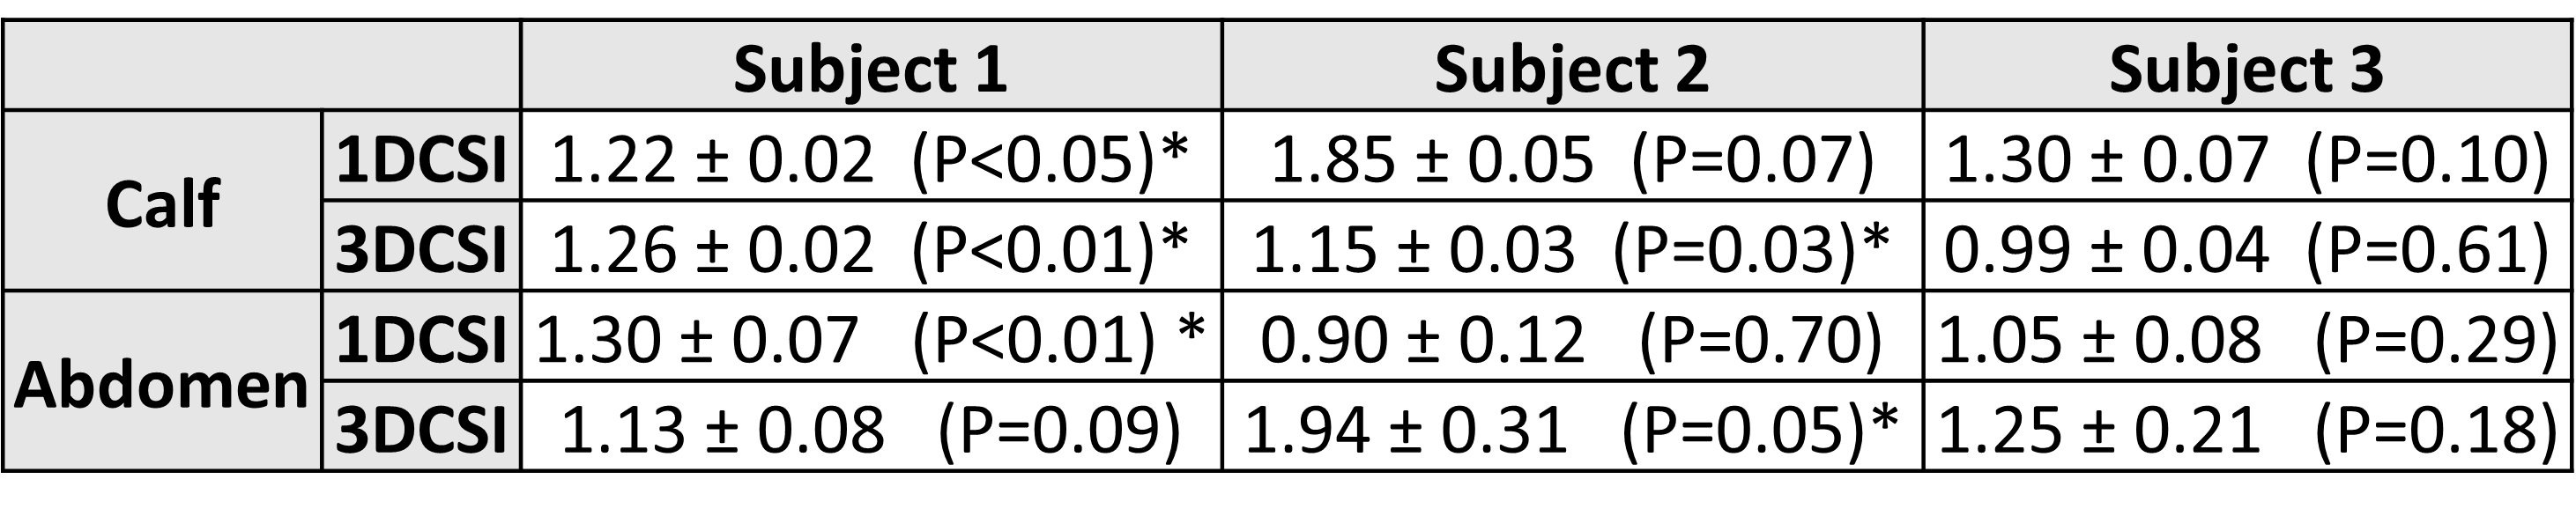 Subject 1 Subject 2 Subject 3
Calf 1DCSI 1.22 ± 0.02 (P<0.05)* 1.85 ± 0.05 (P=0.07) 1.30 ± 0.07 (P=0.10)
3DCSI 1.26 ± 0.02 (P<0.01)* 1.15 ± 0.03 (P=0.03)* 0.99 ± 0.04 (P=0.61)
Abdomen 1DCSI 1.30 ± 0.07 (P<0.01) * 0.90 ± 0.12 (P=0.70) 1.05 ± 0.08 (P=0.29)
3DCSI 1.13 ± 0.08 (P=0.09) 1.94 ± 0.31 (P=0.05)* 1.25 ± 0.21 (P=0.18)